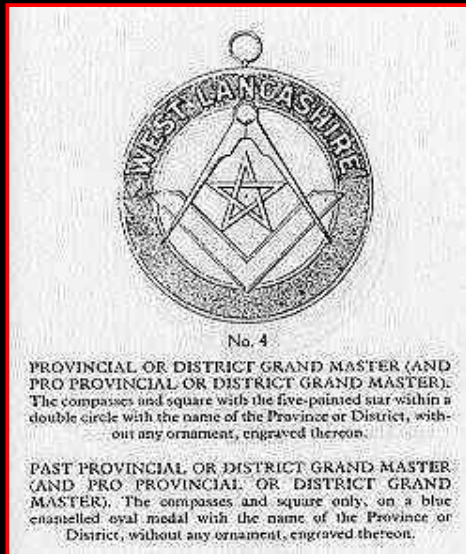 WEST LANCASHIRE
No. 4
PROVINCIAL OR DISTRICT GRAND MASTER (AND
PRO PROVINCIAL OR DISTRICT GRAND MASTER).
The compasses and square with the five-pointed star within a
double circle with the name of the Province or District, with-
out any ornament, engraved thereon.
PAST PROVINCIAL OR DISTRICT GRAND MASTER
(AND PRO PROVINCIAL OR DISTRICT GRAND
MASTER). The compasses and square only, on a blue
enamelled oval medal with the name of the Province or
District, without any ornament, engraved thereon.